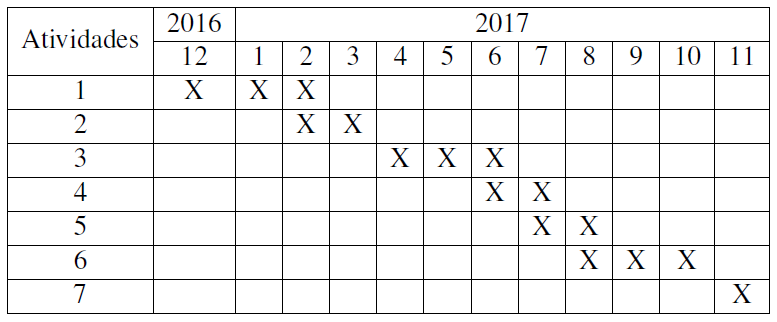 Atividades 2016 2017
12 1 2 3 4 5 6 7 8 9 10 11
1 X X X
2 X X
3 X X X
4 X X
5 X X
6 X X X
7 X